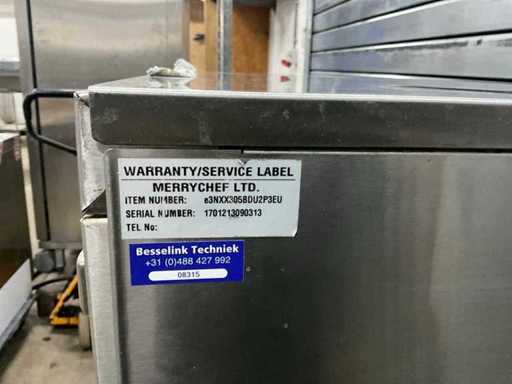 WARRANTY/SERVICE LABEL
MERRYCHEF LTD.
ITEM NUMBER: e3NXX305BDU2P3EU
SERIAL NUMBER: 1701213090313
TEL No:
Besselink Techniek
+31 (0)488 427 992
08315